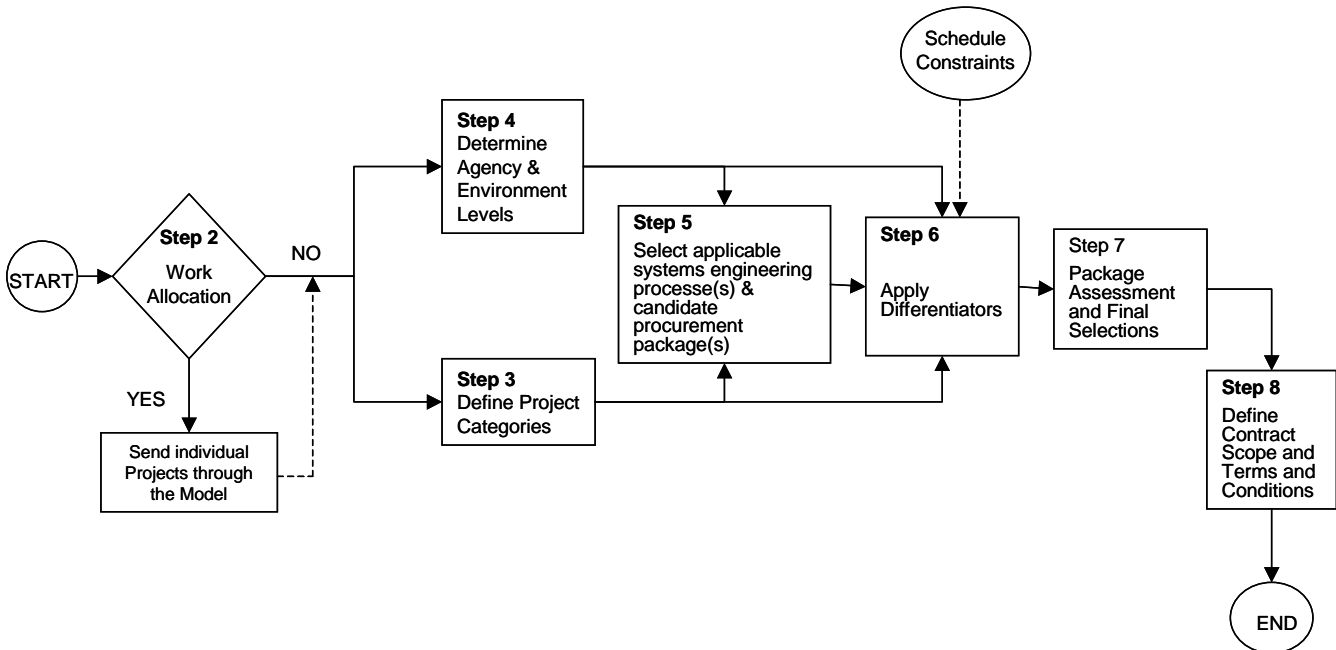 Schedule
Constraints
Step 4
Determine
Agency &
Environment
Levels
START
Step 2
Work
Allocation
NO
YES
Send individual
Projects through
the Model
Step 3
Define Project
Categories
Step 5
Select applicable
systems engineering
processe(s) &
candidate
procurement
package(s)
Step 6
Apply
Differentiators
Step 7
Package
Assessment
and Final
Selections
Step 8
Define
Contract
Scope and
Terms and
Conditions
END